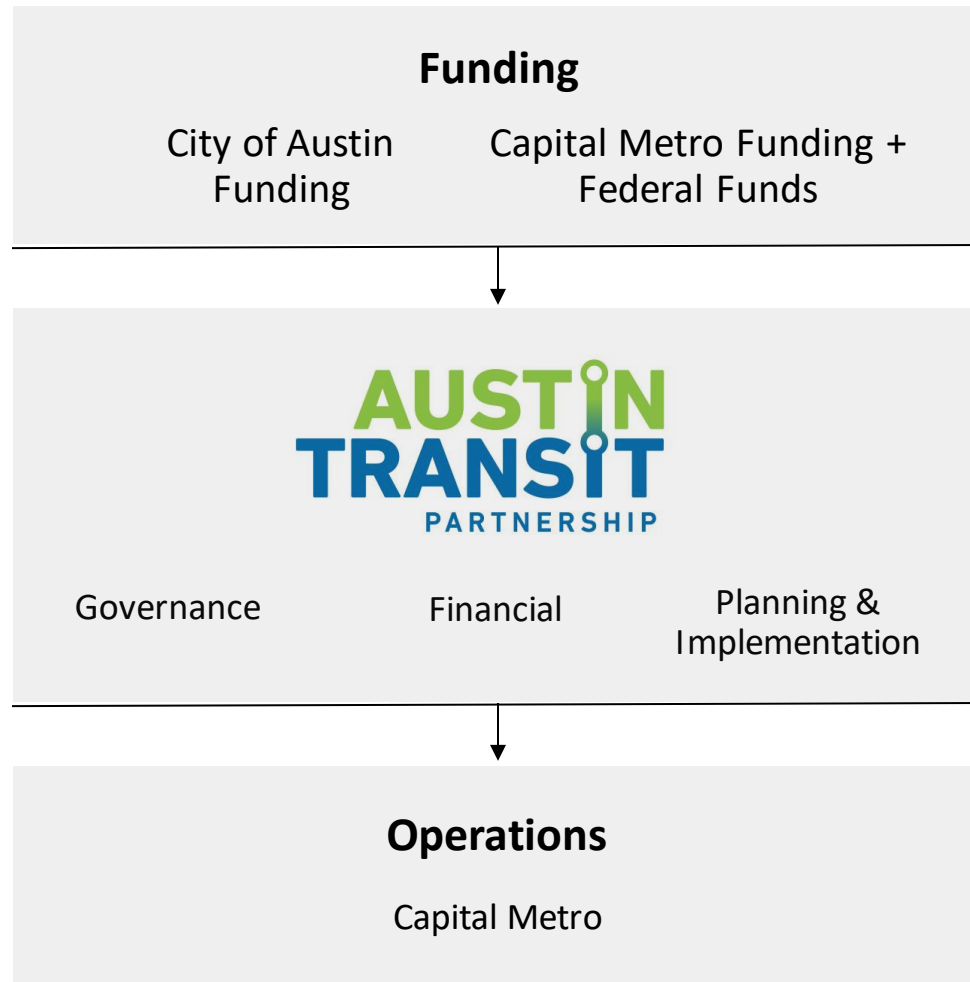 Funding
City of Austin
Funding
Capital Metro Funding +
Federal Funds
AUSTIN
TRANSIT
PARTNERSHIP
Governance
Financial
Planning &
Implementation
Operations
Capital Metro